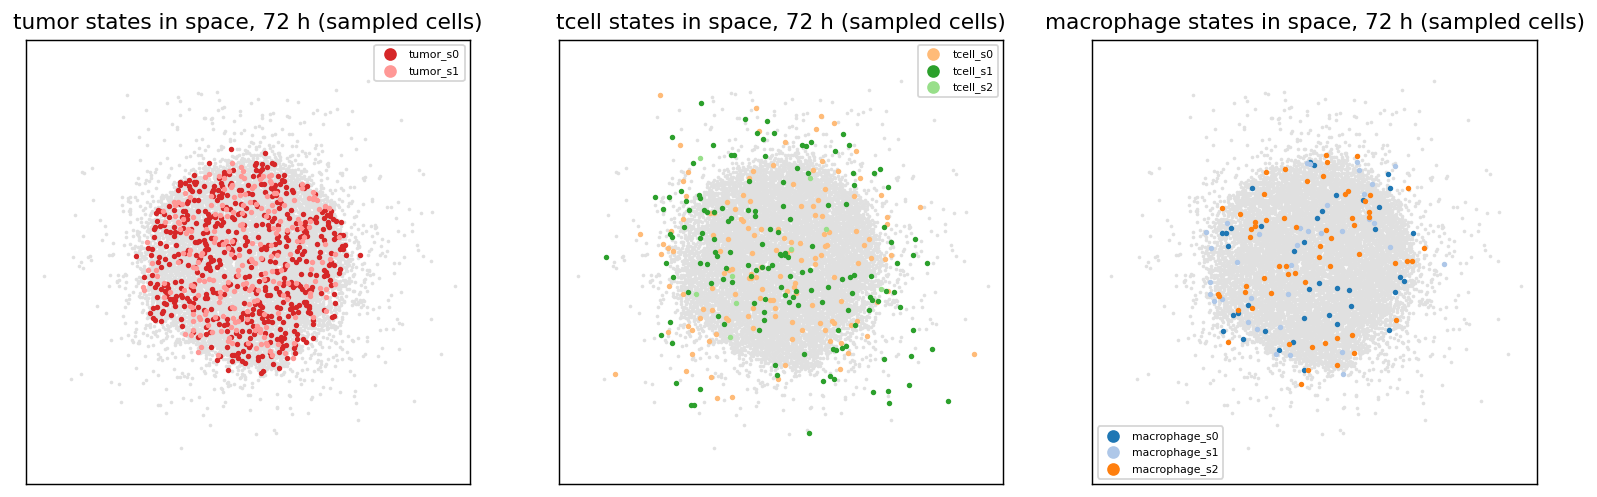 tumor states in space, 72 h (sampled cells)
tumor_s0
tumor_s1
tcell states in space, 72 h (sampled cells)
tcell_s0
tcell_s1
tcell_s2
macrophage states in space, 72 h (sampled cells)
macrophage_s0
macrophage_s1
macrophage_s2